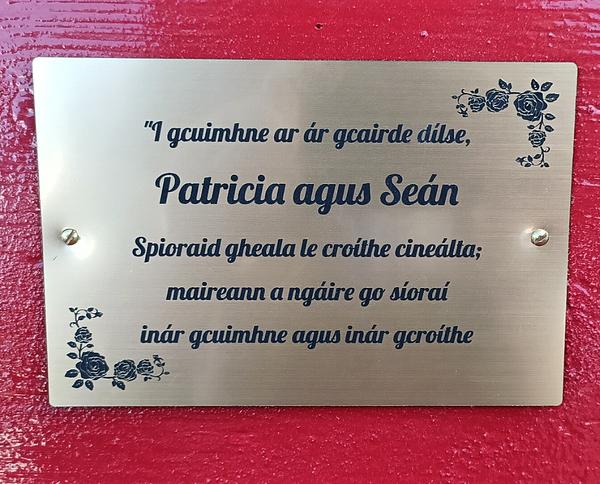 "I gcuimhne ar ár gcairde dílse,
Patricia agus Seán
Spioraid gheala le croíthe cineálta;
maireann a ngáire go síoraí
inár gcuimhne agus inár gcroíthe